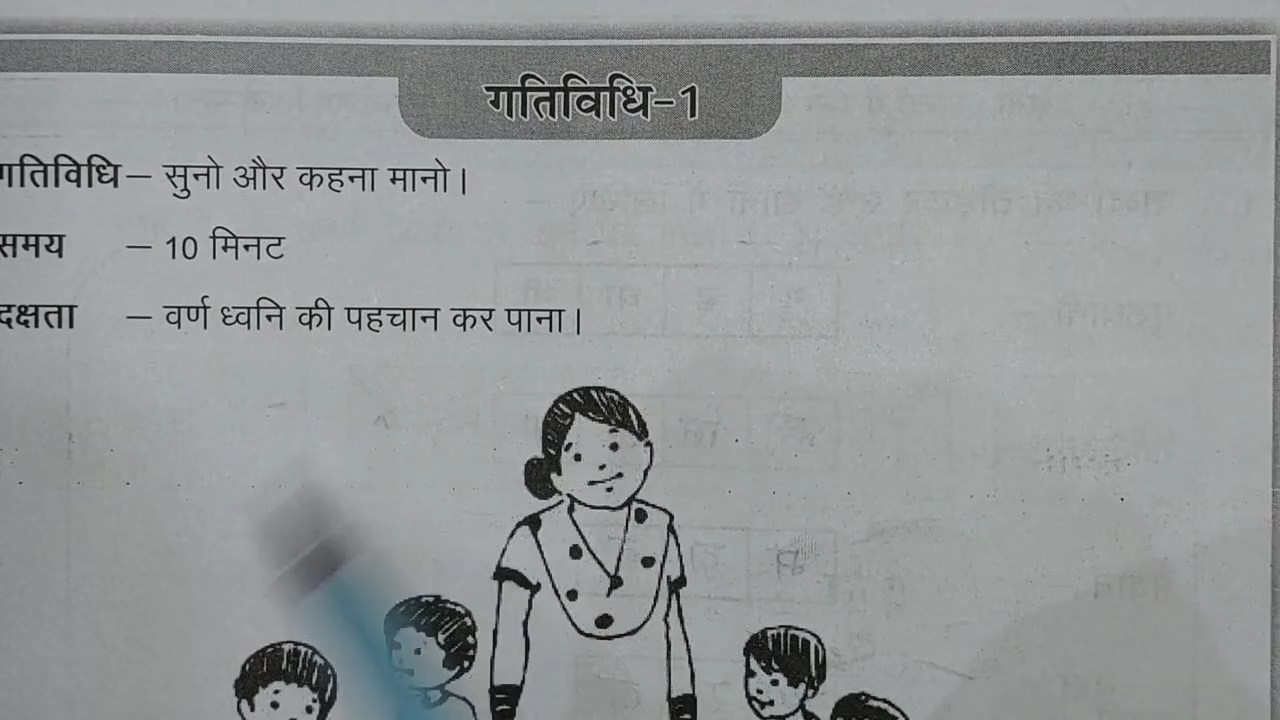 गतिविधि-1
गतिविधि – सुनो और कहना मानो।
समय – 10 मिनट
दक्षता – वर्ण ध्वनि की पहचान कर पाना।